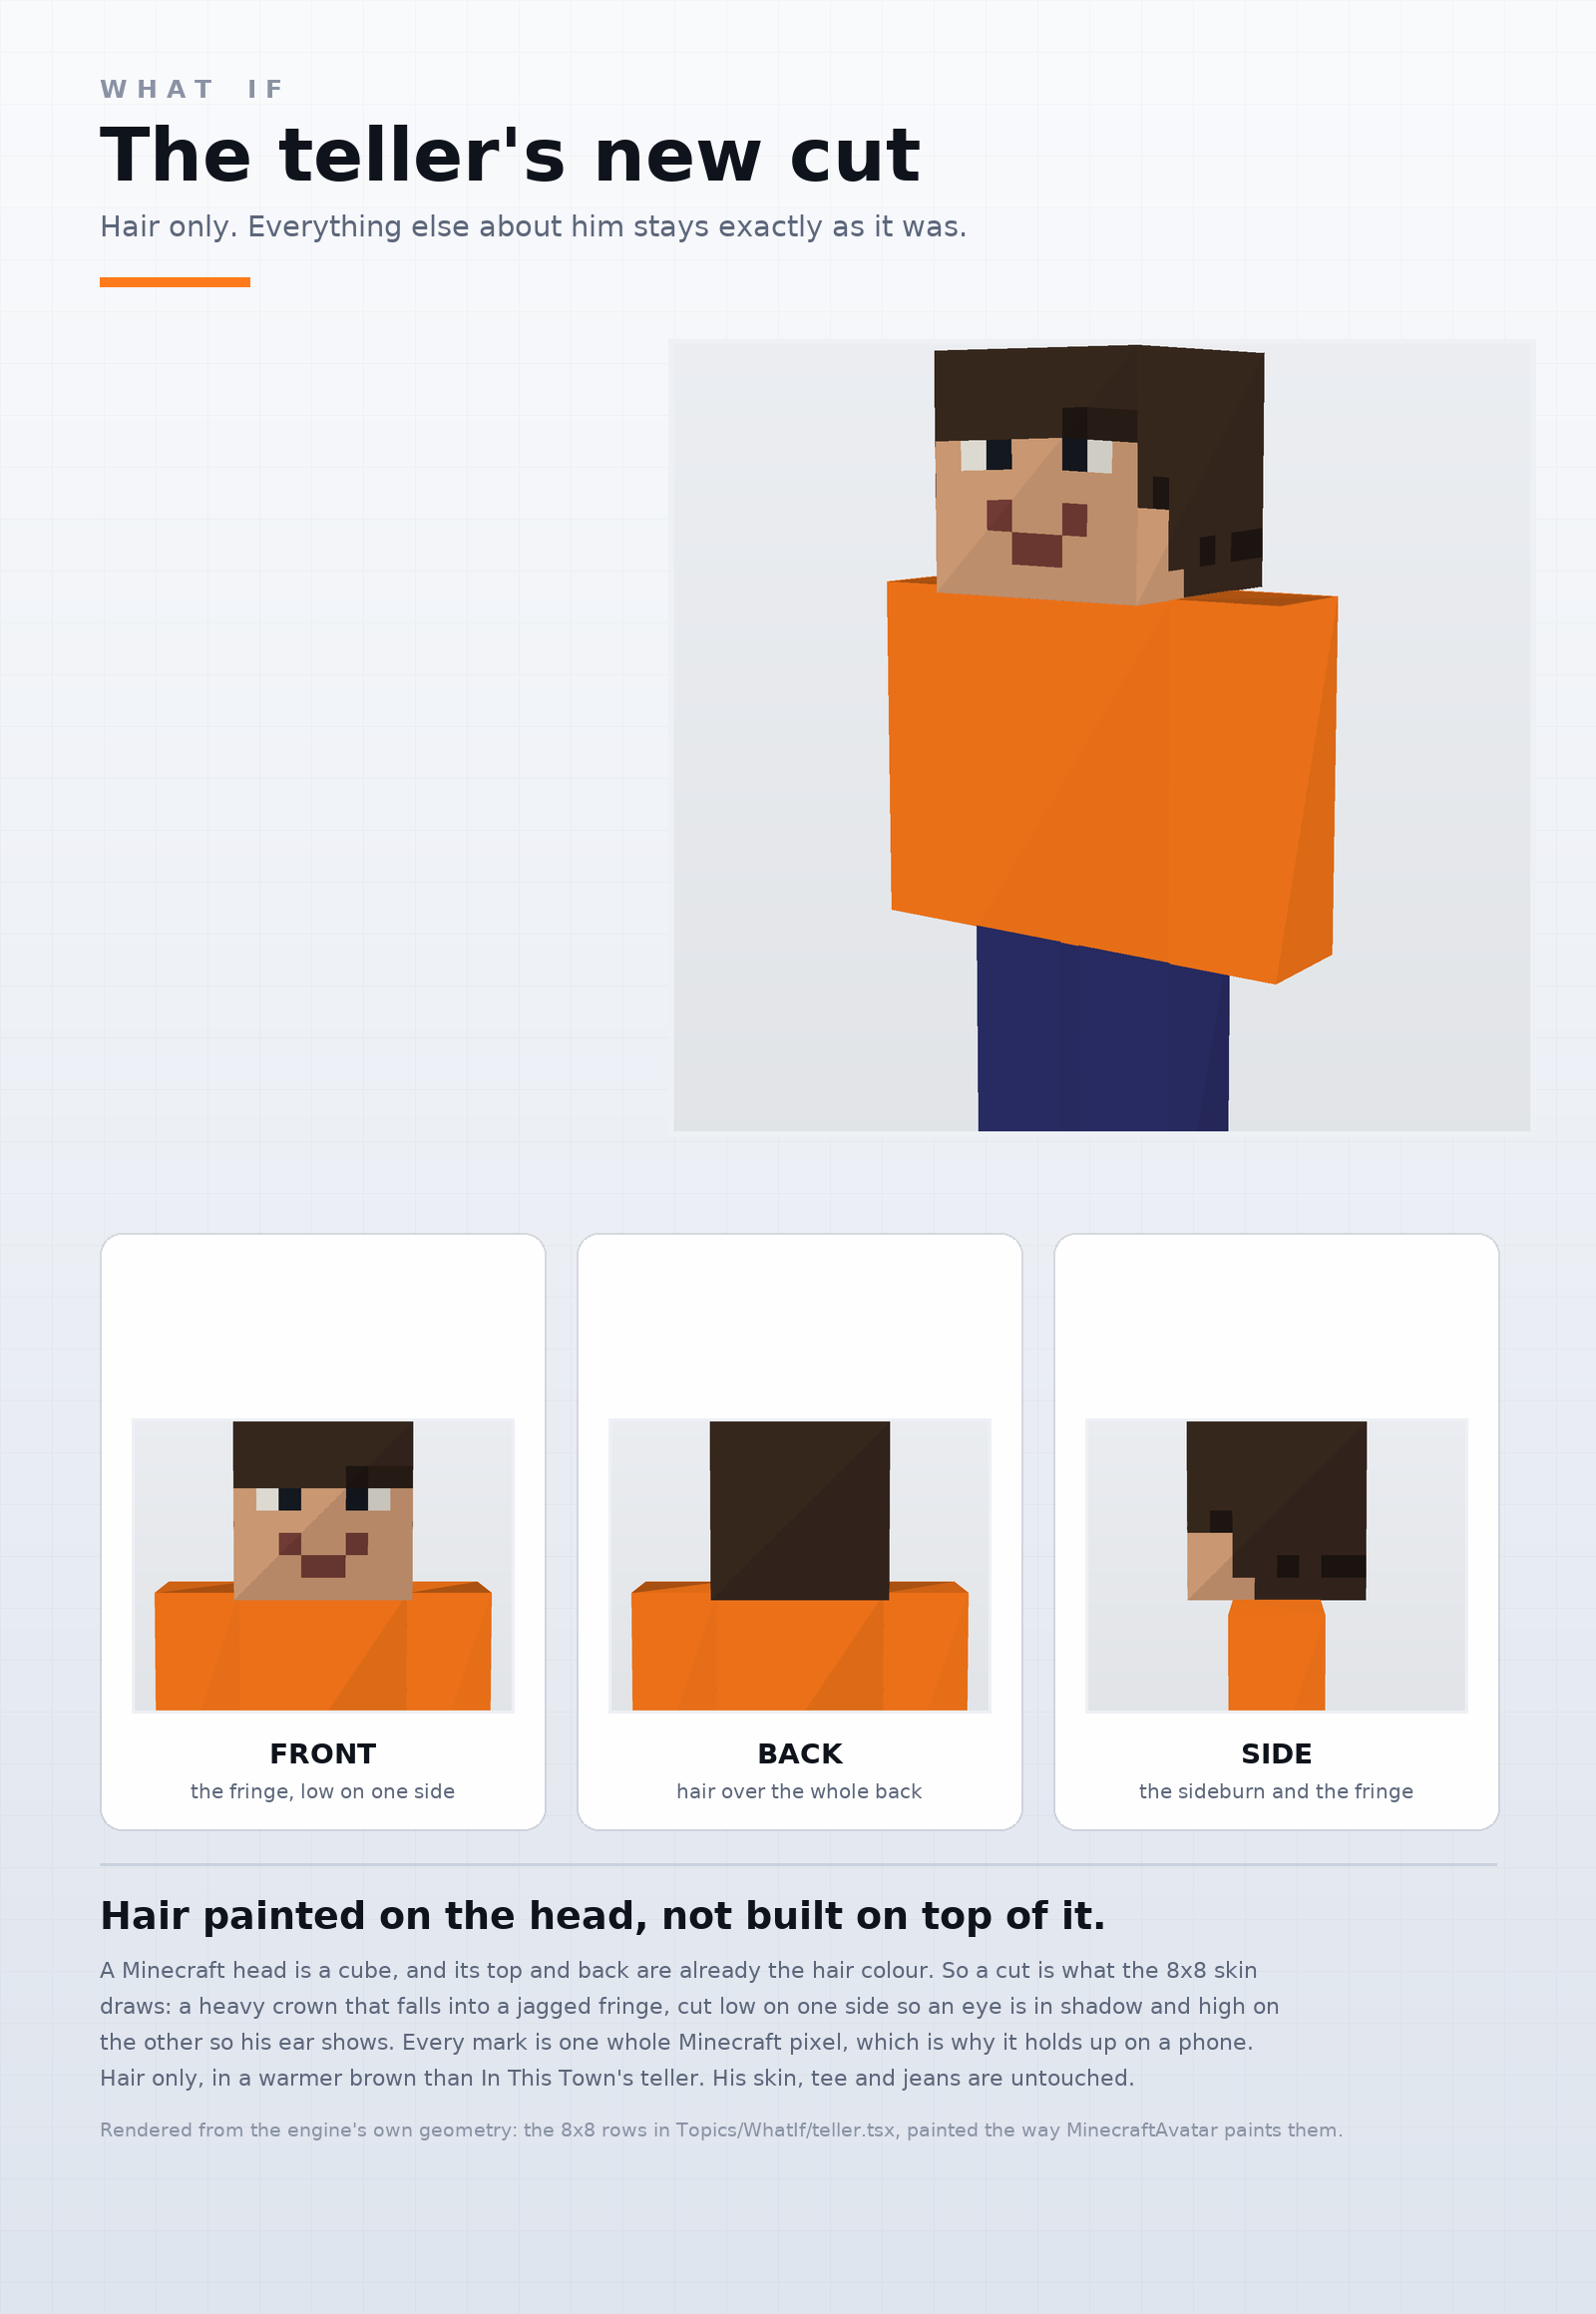 WHAT IF
The teller's new cut
Hair only. Everything else about him stays exactly as it was.
FRONT
the fringe, low on one side
BACK
hair over the whole back
SIDE
the sideburn and the fringe
Hair painted on the head, not built on top of it.
A Minecraft head is a cube, and its top and back are already the hair colour. So a cut is what the 8x8 skin
draws: a heavy crown that falls into a jagged fringe, cut low on one side so an eye is in shadow and high on
the other so his ear shows. Every mark is one whole Minecraft pixel, which is why it holds up on a phone.
Hair only, in a warmer brown than In This Town's teller. His skin, tee and jeans are untouched.
Rendered from the engine's own geometry: the 8x8 rows in Topics/WhatIf/teller.tsx, painted the way MinecraftAvatar paints them.